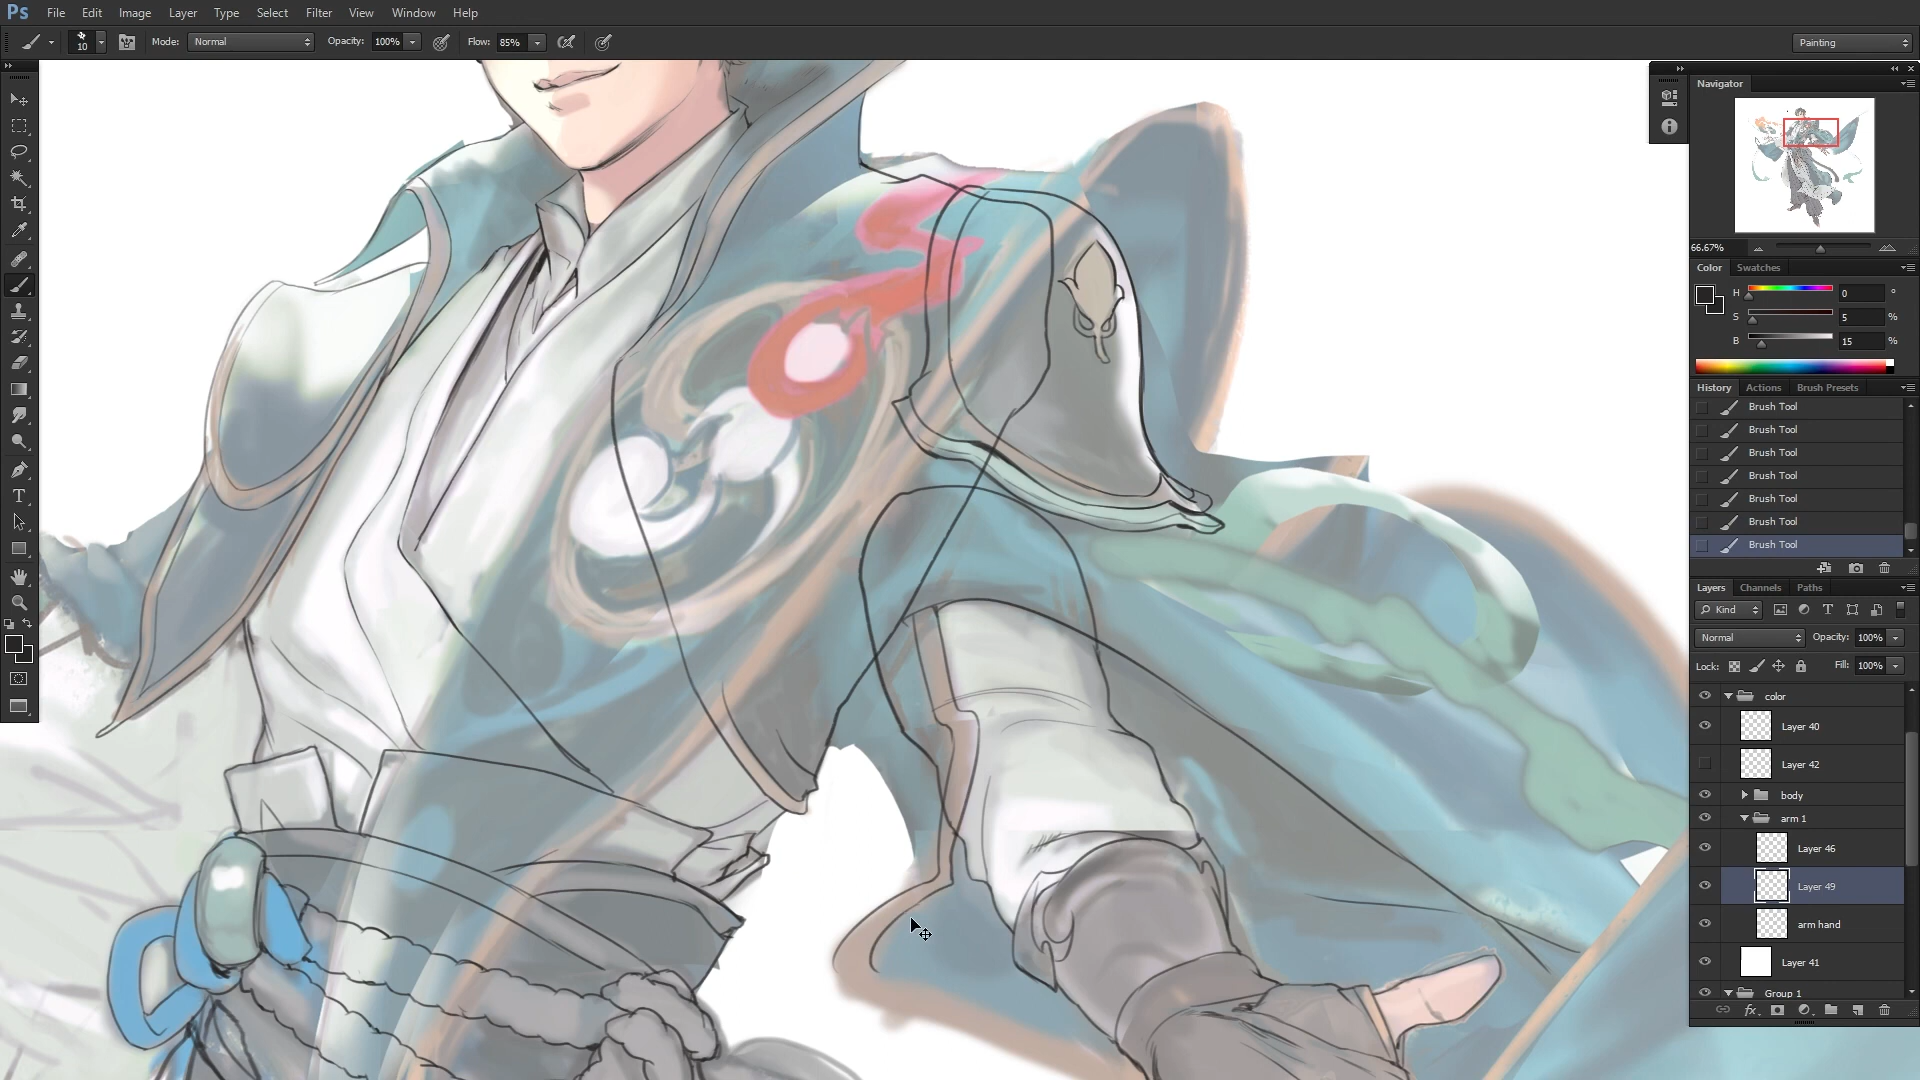 Ps File Edit Image Layer Type Select Filter View Window Help
10 Mode: Normal Opacity: 100% Flow: 85% Painting
Navigator
66.67%
Color Swatches
H 0 °
S 5 %
B 15 %
History Actions Brush Presets
Brush Tool
Brush Tool
Brush Tool
Brush Tool
Brush Tool
Brush Tool
Brush Tool
Layers Channels Paths
Kind T
Normal Opacity: 100%
Lock: Fill: 100%
color
Layer 40
Layer 42
body
arm 1
Layer 46
Layer 49
arm hand
Layer 41
Group 1
fx
T